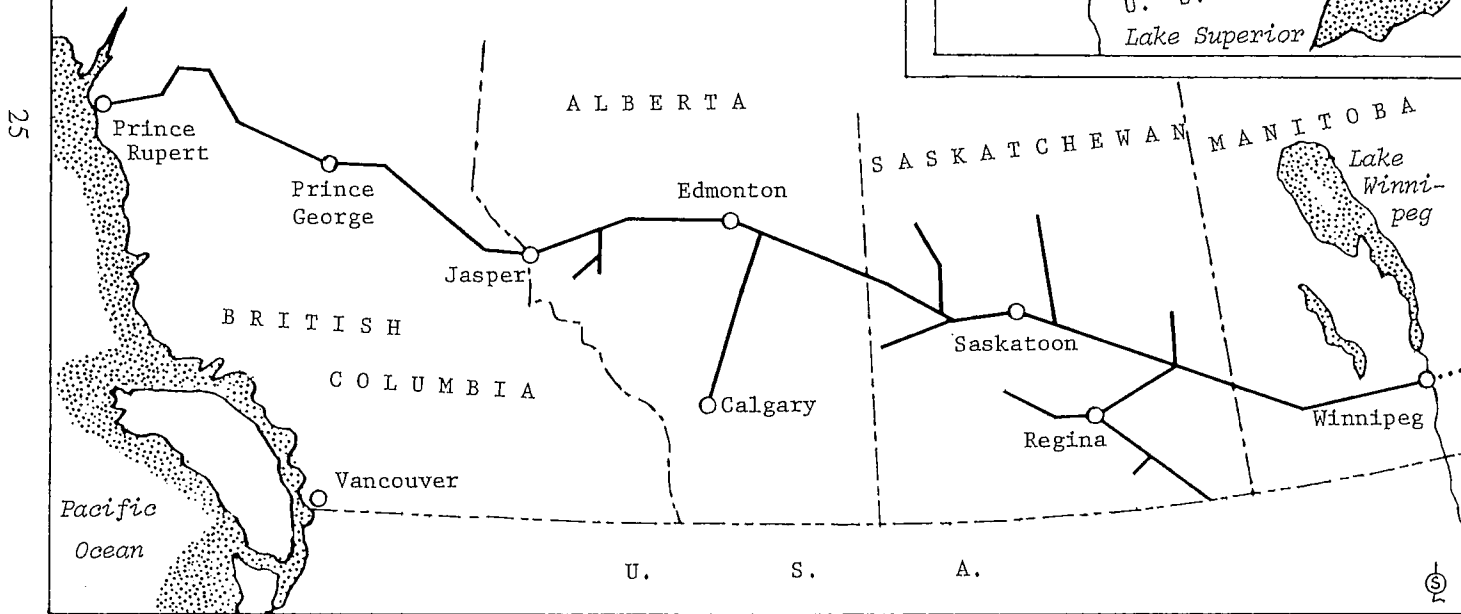 U. S.
Lake Superior
25
ALBERTA
SASKATCHEWAN
MANITOBA
Prince
Rupert
Prince
George
Edmonton
Lake
Winni-
peg
Jasper
BRITISH
COLUMBIA
Saskatoon
Calgary
Regina
Winnipeg
Vancouver
Pacific
Ocean
U. S. A.